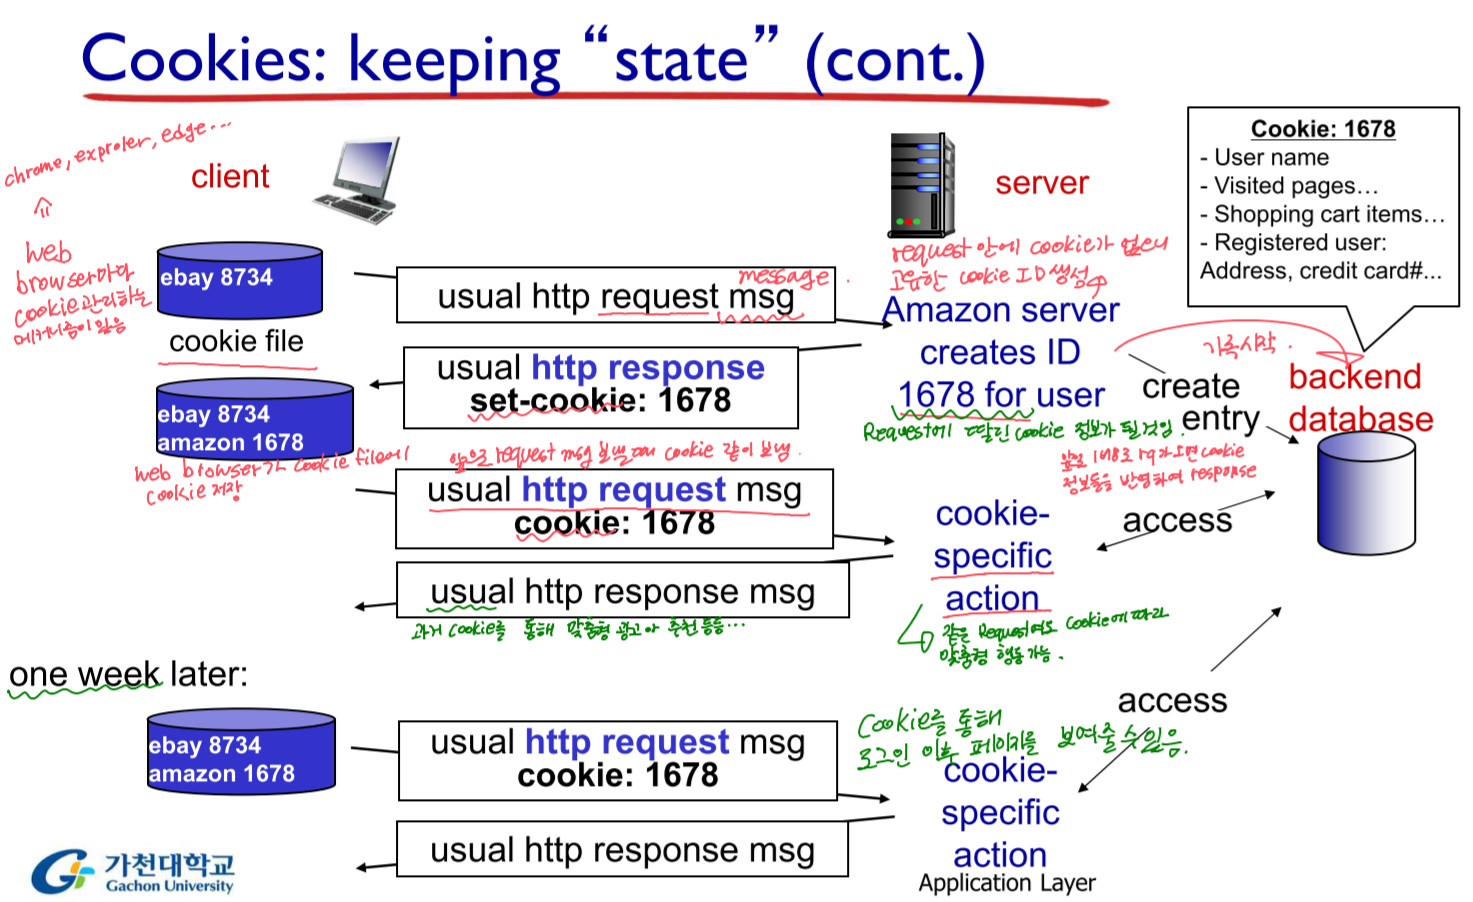 Cookies: keeping “state” (cont.)
chrome, exproler, edge...
client
server
Cookie: 1678
- User name
- Visited pages…
- Shopping cart items…
- Registered user:
Address, credit card#...
web
browser마다
cookie관리하는
메커니즘이 있음
ebay 8734
cookie file
message.
usual http request msg
request 안에 cookie가 없으니
고유한 cookie ID 생성
Amazon server
creates ID
1678 for user
usual http response
set-cookie: 1678
기록시작.
create
entry
backend
database
ebay 8734
amazon 1678
Request에 딸린 cookie 정보가 될것임.
web browser가 cookie file에
cookie 저장
앞으로 request msg 보낼때 cookie 같이 보냄.
1678로 rq가 오면 cookie
정보들을 반영하여 response
usual http request msg
cookie: 1678
cookie-
specific
action
access
usual http response msg
과거 cookie를 통해 맞춤형 광고나 추천 등등...
같은 Request여도 cookie에 따라
맞춤형 행동 가능.
one week later:
access
ebay 8734
amazon 1678
usual http request msg
cookie: 1678
Cookie를 통해
로그인 이후 페이지를 보여줄 수 있음.
cookie-
specific
action
usual http response msg
가천대학교
Gachon University
Application Layer